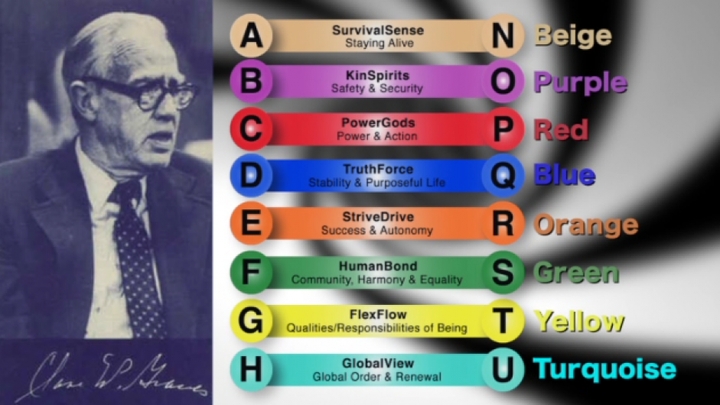 A SurvivalSense N Beige
Staying Alive
B KinSpirits O Purple
Safety & Security
C PowerGods P Red
Power & Action
D TruthForce Q Blue
Stability & Purposeful Life
E StriveDrive R Orange
Success & Autonomy
F HumanBond S Green
Community, Harmony & Equality
G FlexFlow T Yellow
Qualities/Responsibilities of Being
H GlobalView U Turquoise
Global Order & Renewal
Clare W. Graves